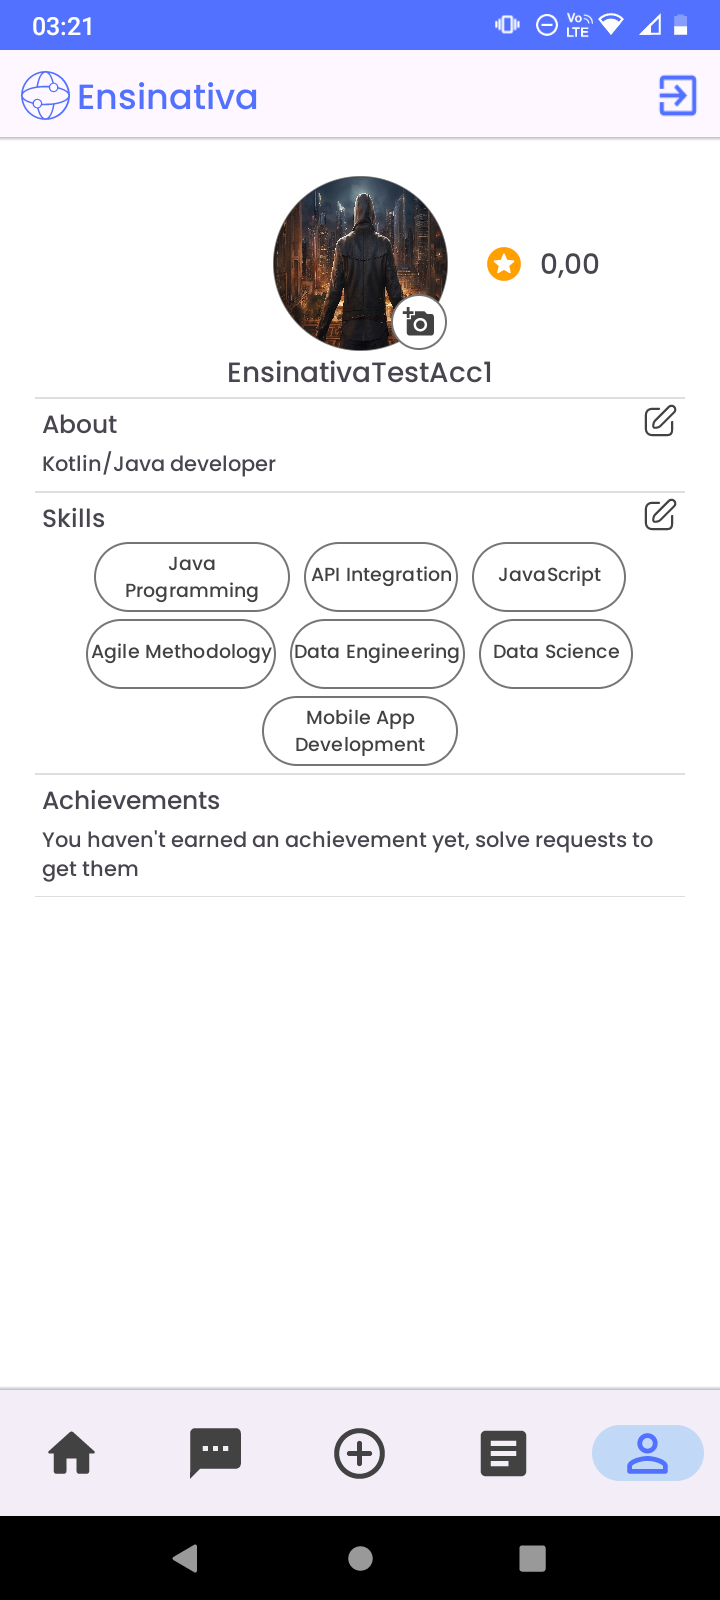 03:21
Vo
LTE
Ensinativa
0,00
EnsinativaTestAcc1
About
Kotlin/Java developer
Skills
Java
Programming
API Integration
JavaScript
Agile Methodology
Data Engineering
Data Science
Mobile App
Development
Achievements
You haven't earned an achievement yet, solve requests to
get them